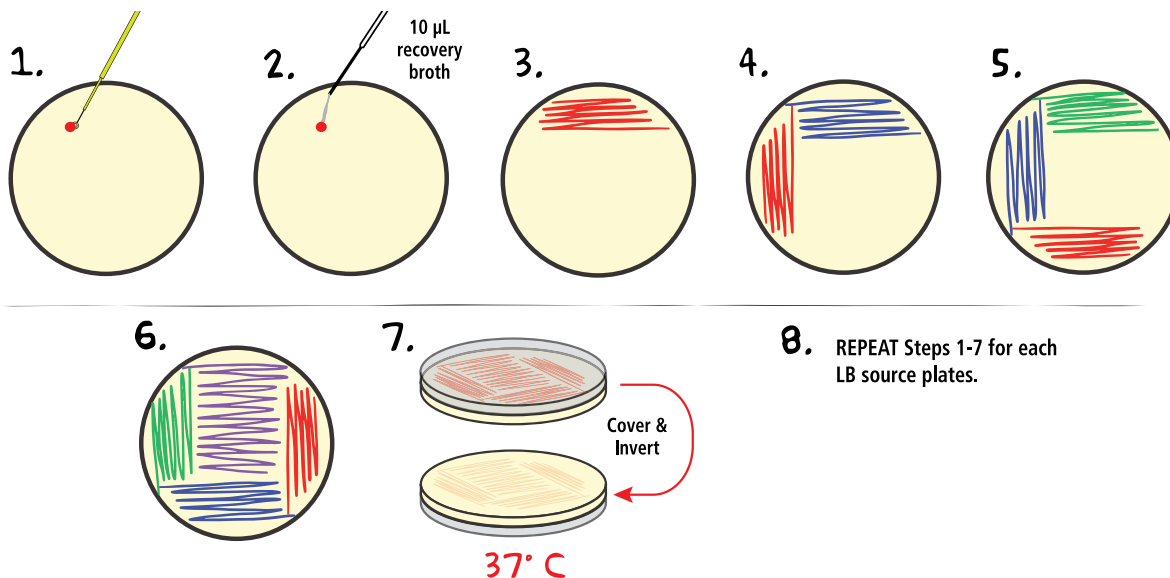 1.
2.
10 µL
recovery
broth
3.
4.
5.
6.
7.
Cover &
Invert
37° C
8.
REPEAT Steps 1-7 for each
LB source plates.